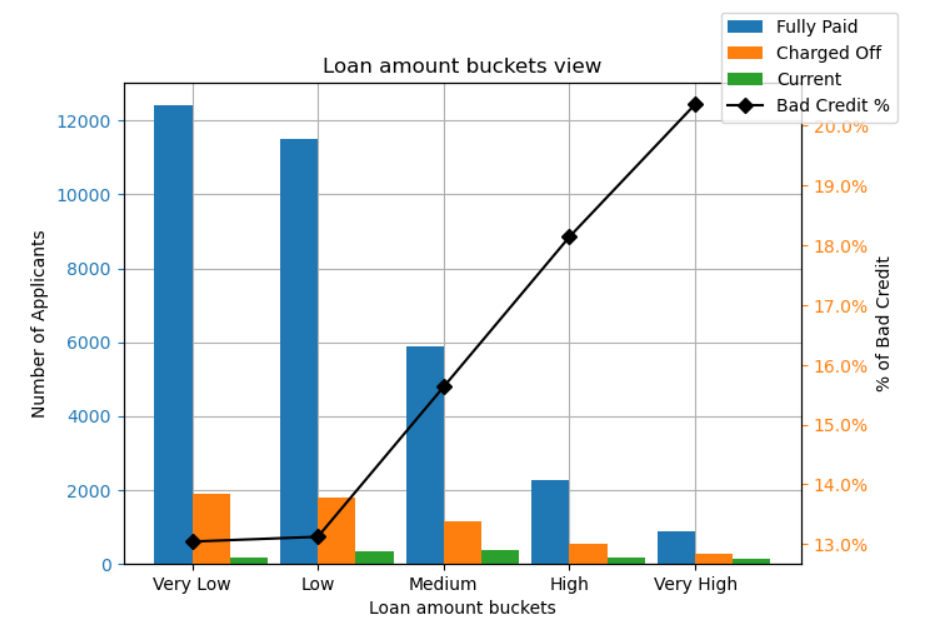 Fully Paid
Charged Off
Current
Bad Credit %
Loan amount buckets view
12000
10000
8000
6000
4000
2000
0
Number of Applicants
20.0%
19.0%
18.0%
17.0%
16.0%
15.0%
14.0%
13.0%
% of Bad Credit
Very Low Low Medium High Very High
Loan amount buckets